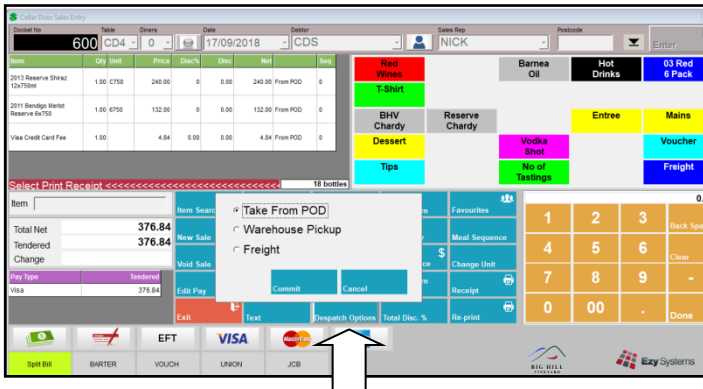 Cellar Door Sales Entry
Docket No Table Diners Date Debtor Sales Rep Postcode
600 CD4 0 17/09/2018 CDS NICK Enter
Item Qty Unit Price Disc% Disc Net Seq
2013 Reserve Shiraz
12x750ml 1.00 C750 240.00 0 0.00 240.00 From POD 0
2011 Bendigo Merlot
Reserve 6x750 1.00 6750 132.00 0 0.00 132.00 From POD 0
Visa Credit Card Fee 1.00 4.84 0.00 0.00 4.84 From POD 0
Select Print Receipt <<<<<<<<<<<<<<<<<<<<<<<<<<<<<< 18 bottles
Red
Wines
Barnea
Oil
Hot
Drinks
03 Red
6 Pack
T-Shirt
BHV
Chardy
Reserve
Chardy
Entree
Mains
Dessert
Vodka
Shot
Voucher
Tips
No of
Tastings
Freight
Item
Total Net 376.84
Tendered 376.84
Change
Pay Type Tendered
Visa 376.84
Item Searc
Favourites
New Sale
Meal Sequence
Void Sale
Change Unit
Edit Pay
Receipt
Exit
Text
Despatch Options
Total Disc. %
Re-print
Take From POD
Warehouse Pickup
Freight
Commit Cancel
0.
1 2 3 Back Spa
4 5 6 Clear
7 8 9 -
0 00 . Done
EFT VISA MasterCard
Split Bill BARTER VOUCH UNION JCB
BIG HILL
VINEYARD
Ezy Systems